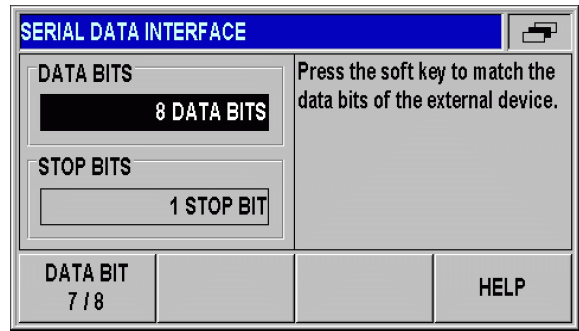 SERIAL DATA INTERFACE
DATA BITS
8 DATA BITS
STOP BITS
1 STOP BIT
Press the soft key to match the
data bits of the external device.
DATA BIT
7 / 8
HELP